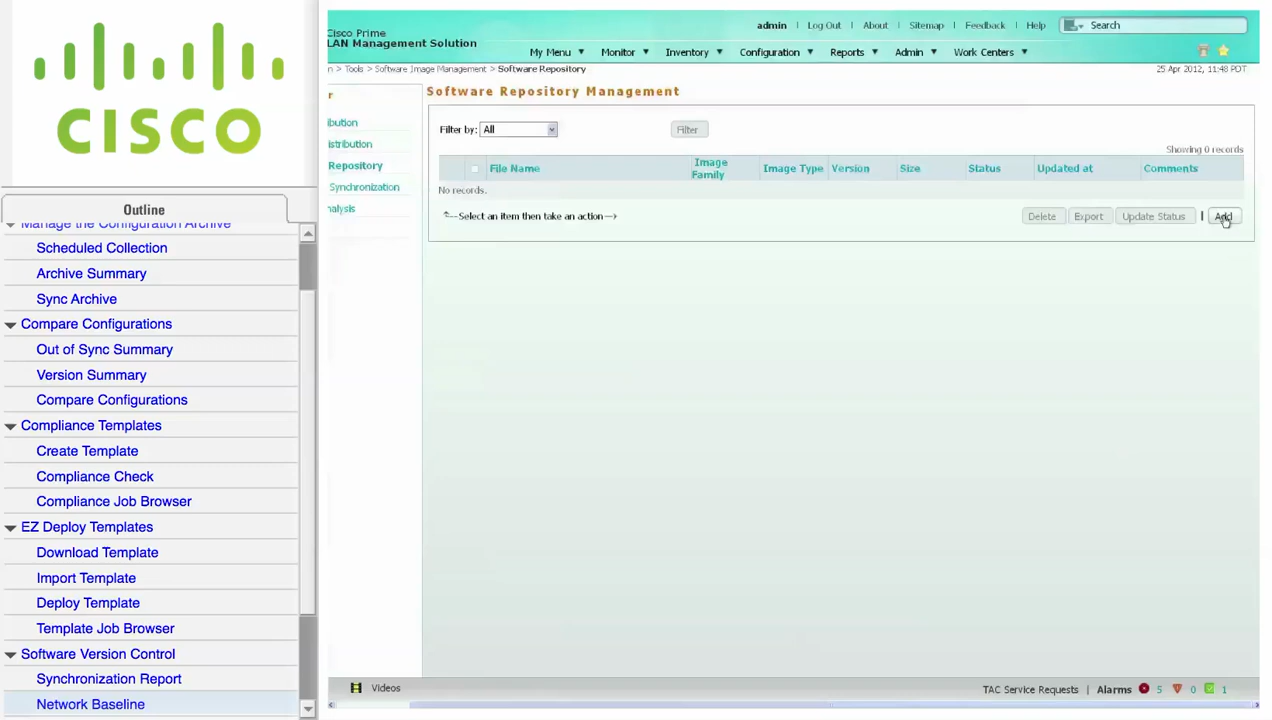 CISCO
Outline
Manage the Configuration Archive
Scheduled Collection
Archive Summary
Sync Archive
Compare Configurations
Out of Sync Summary
Version Summary
Compare Configurations
Compliance Templates
Create Template
Compliance Check
Compliance Job Browser
EZ Deploy Templates
Download Template
Import Template
Deploy Template
Template Job Browser
Software Version Control
Synchronization Report
Network Baseline
Cisco Prime
LAN Management Solution
admin | Log Out | About | Sitemap | Feedback | Help Search
My Menu Monitor Inventory Configuration Reports Admin Work Centers
n > Tools > Software Image Management > Software Repository
25 Apr 2012, 11:48 PDT
r
ibution
istribution
Repository
Synchronization
nalysis
Software Repository Management
Filter by: All Filter
Showing 0 records
File Name Image Family Image Type Version Size Status Updated at Comments
No records.
Select an item then take an action
Delete Export Update Status | Add
Videos
TAC Service Requests | Alarms 5 0 1